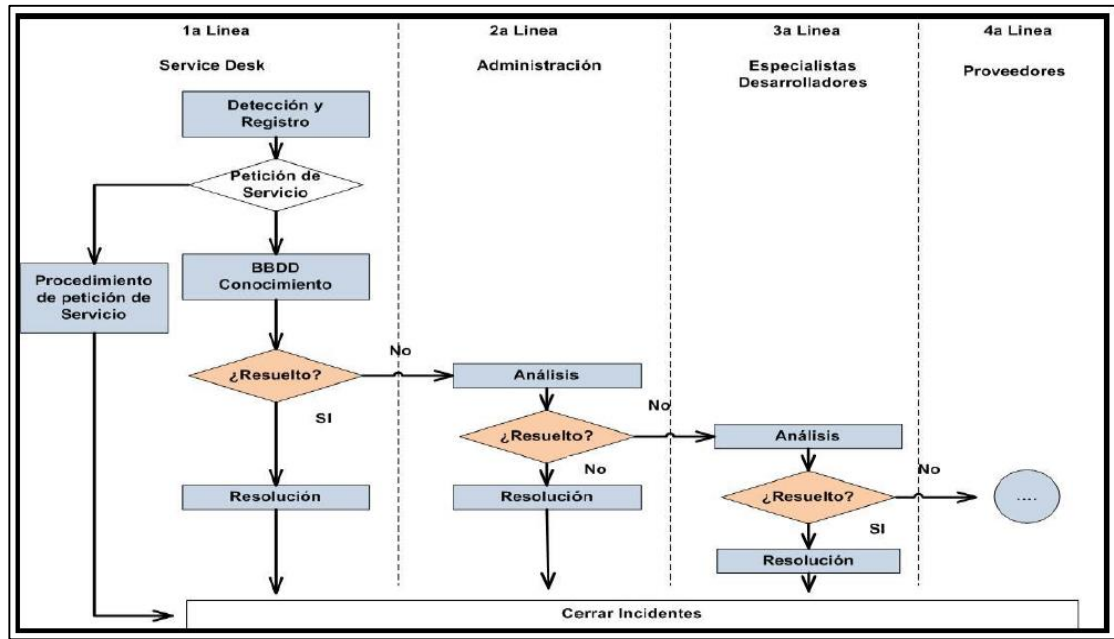 1a Linea
2a Linea
3a Linea
4a Linea
Service Desk
Administración
Especialistas
Desarrolladores
Proveedores
Detección y
Registro
Petición de
Servicio
Procedimiento
de petición de
Servicio
BBDD
Conocimiento
¿Resuelto?
No
SI
Resolución
Análisis
¿Resuelto?
No
No
Resolución
Análisis
¿Resuelto?
No
SI
Resolución
....
Cerrar Incidentes